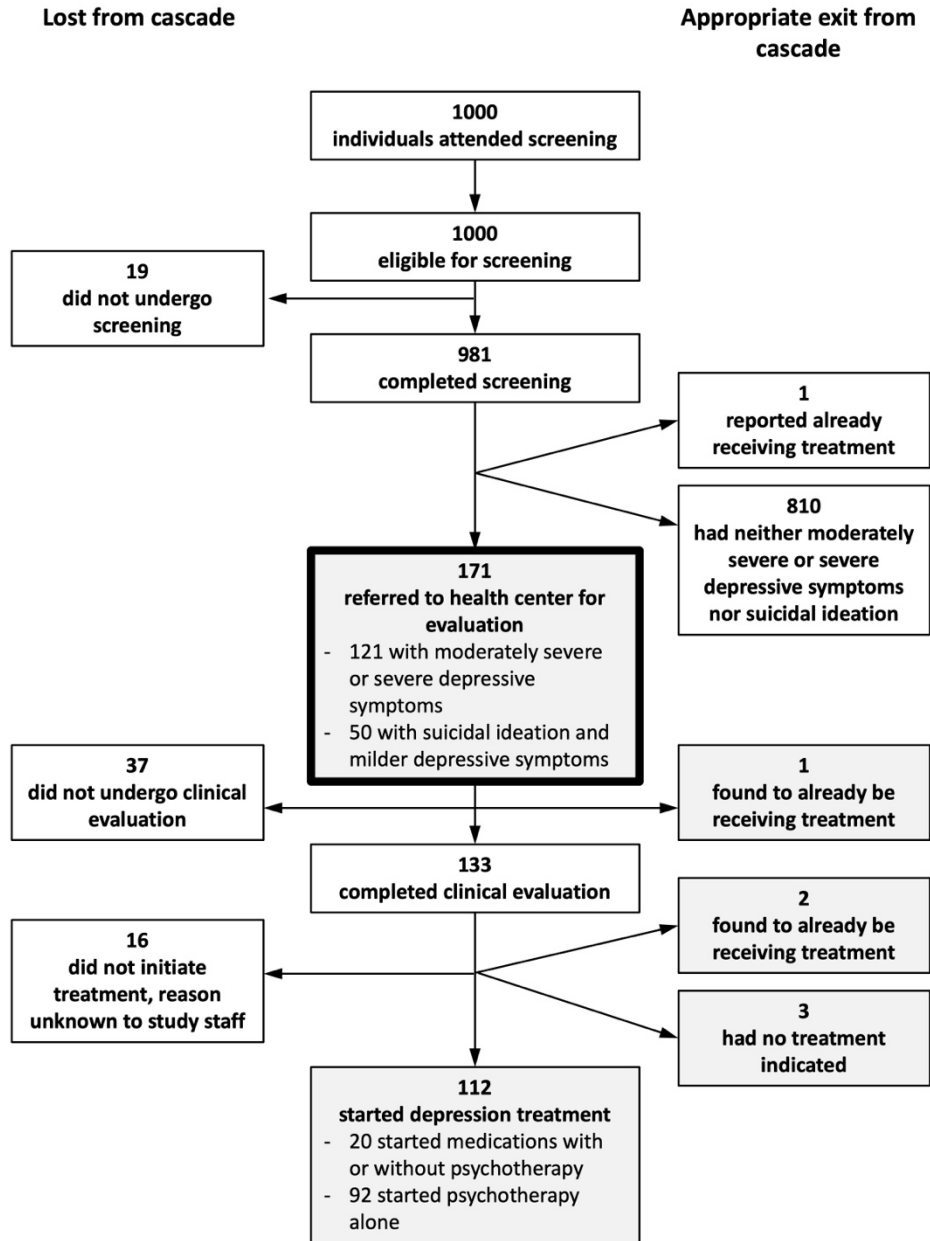 Lost from cascade
Appropriate exit from
cascade
1000
individuals attended screening
1000
eligible for screening
19
did not undergo
screening
981
completed screening
1
reported already
receiving treatment
810
had neither moderately
severe or severe
depressive symptoms
nor suicidal ideation
171
referred to health center for
evaluation
- 121 with moderately severe
or severe depressive
symptoms
- 50 with suicidal ideation and
milder depressive symptoms
37
did not undergo clinical
evaluation
1
found to already be
receiving treatment
133
completed clinical evaluation
2
found to already be
receiving treatment
16
did not initiate
treatment, reason
unknown to study staff
3
had no treatment
indicated
112
started depression treatment
- 20 started medications with
or without psychotherapy
- 92 started psychotherapy
alone